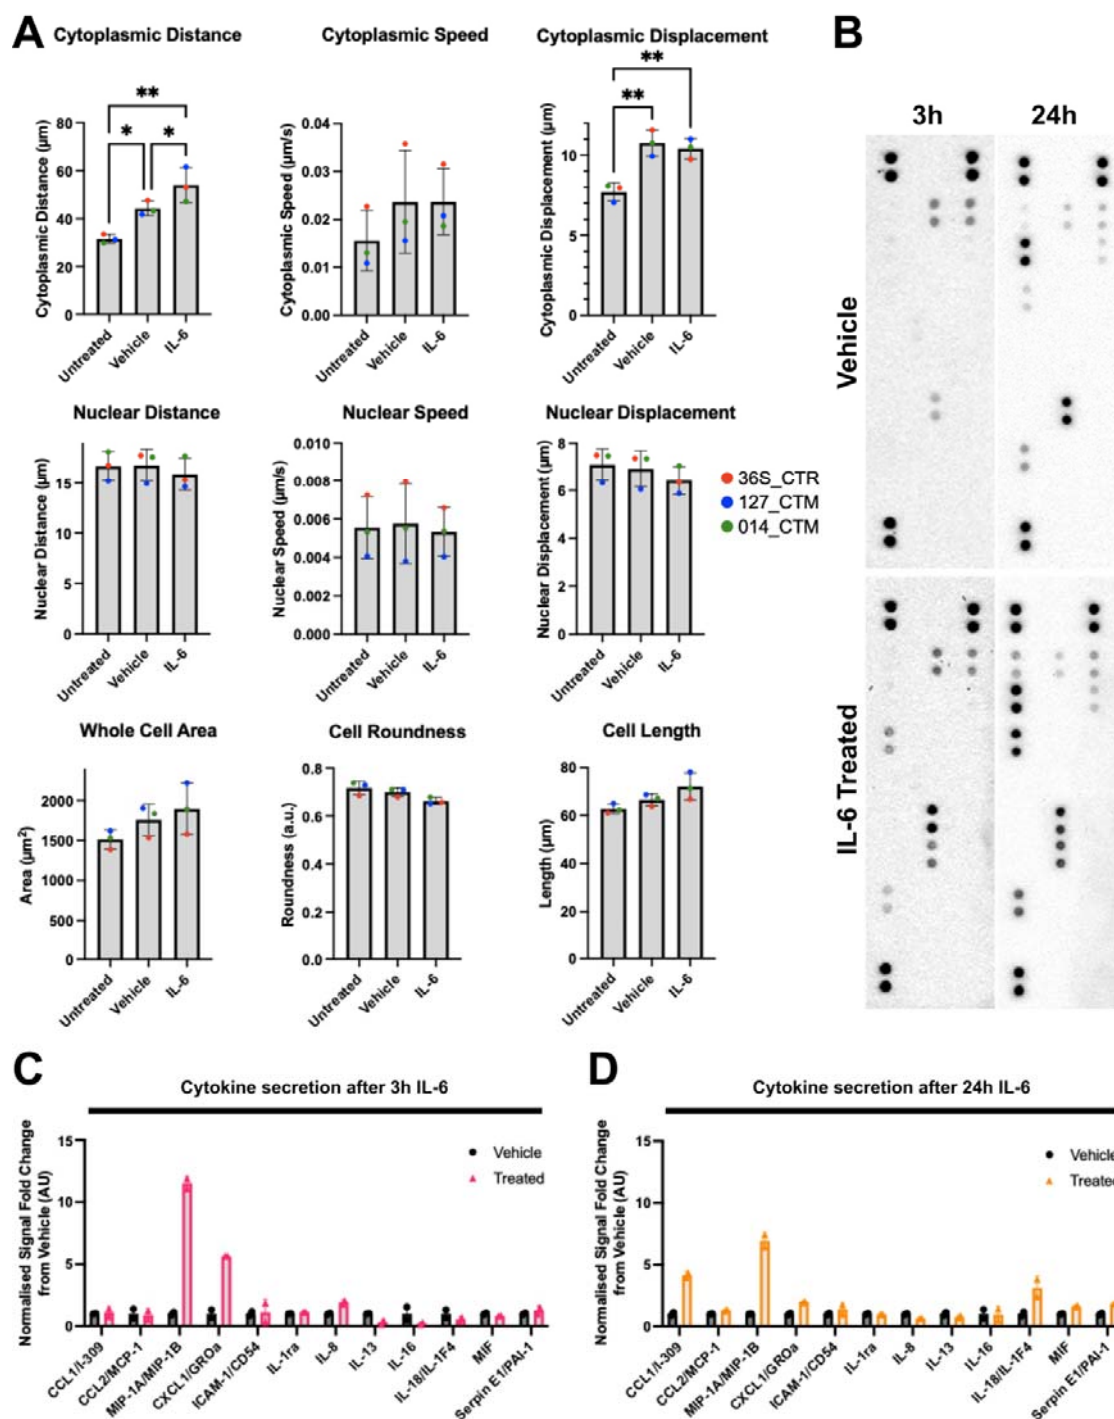 A
B
Cytoplasmic Distance
Cytoplasmic Speed
Cytoplasmic Displacement
**
*
*
**
**
Cytoplasmic Distance (µm)
80
60
40
20
0
Untreated
Vehicle
IL-6
Cytoplasmic Speed (µm/s)
0.04
0.03
0.02
0.01
0.00
Untreated
Vehicle
IL-6
Cytoplasmic Displacement (µm)
10
5
0
Untreated
Vehicle
IL-6
Nuclear Distance
Nuclear Speed
Nuclear Displacement
Nuclear Distance (µm)
15
10
5
0
Untreated
Vehicle
IL-6
Nuclear Speed (µm/s)
0.010
0.008
0.006
0.004
0.002
0.000
Untreated
Vehicle
IL-6
Nuclear Displacement (µm)
8
6
4
2
0
Untreated
Vehicle
IL-6
36S_CTR
127_CTM
014_CTM
Whole Cell Area
Cell Roundness
Cell Length
Area (µm²)
2000
1500
1000
500
0
Untreated
Vehicle
IL-6
Roundness (a.u.)
0.8
0.6
0.4
0.2
0.0
Untreated
Vehicle
IL-6
Length (µm)
80
60
40
20
0
Untreated
Vehicle
IL-6
3h
24h
Vehicle
IL-6 Treated
C
Cytokine secretion after 3h IL-6
Normalised Signal Fold Change
from Vehicle (AU)
15
10
5
0
Vehicle
Treated
CCL1/I-309
CCL2/MCP-1
MIP-1A/MIP-1B
CXCL1/GROa
ICAM-1/CD54
IL-1ra
IL-8
IL-13
IL-16
IL-18/IL-1F4
MIF
Serpin E1/PAI-1
D
Cytokine secretion after 24h IL-6
Normalised Signal Fold Change
from Vehicle (AU)
15
10
5
0
Vehicle
Treated
CCL1/I-309
CCL2/MCP-1
MIP-1A/MIP-1B
CXCL1/GROa
ICAM-1/CD54
IL-1ra
IL-8
IL-13
IL-16
IL-18/IL-1F4
MIF
Serpin E1/PAI-1